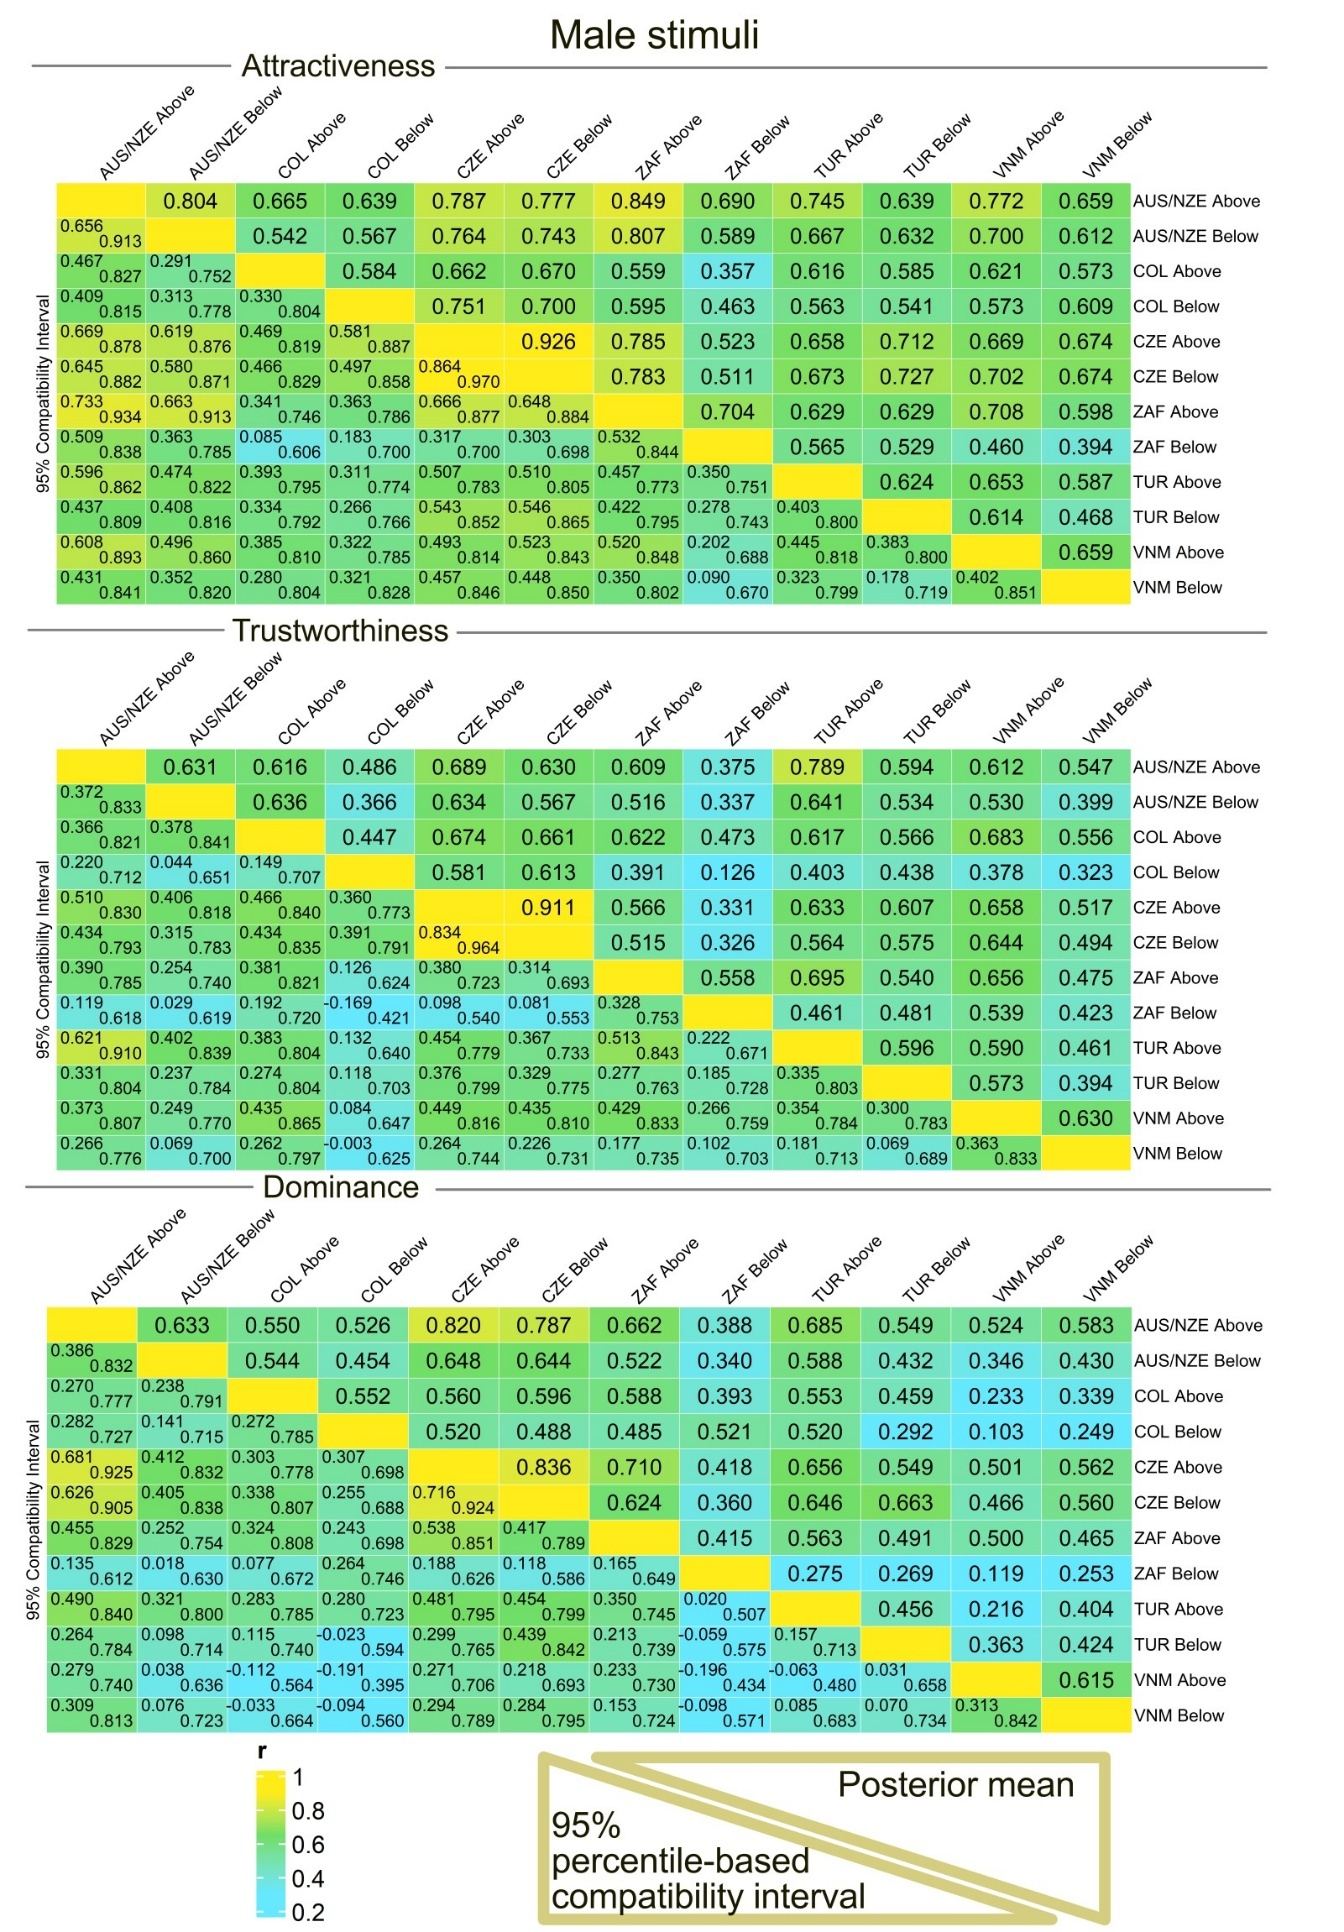 Male stimuli
Attractiveness
AUS/NZE Above AUS/NZE Below COL Above COL Below CZE Above CZE Below ZAF Above ZAF Below TUR Above TUR Below VNM Above VNM Below
0.804 0.665 0.639 0.787 0.777 0.849 0.690 0.745 0.639 0.772 0.659 AUS/NZE Above
0.656 0.913 0.542 0.567 0.764 0.743 0.807 0.589 0.667 0.632 0.700 0.612 AUS/NZE Below
0.467 0.827 0.291 0.752 0.584 0.662 0.670 0.559 0.357 0.616 0.585 0.621 0.573 COL Above
0.409 0.815 0.313 0.778 0.330 0.804 0.751 0.700 0.595 0.463 0.563 0.541 0.573 0.609 COL Below
0.669 0.878 0.619 0.876 0.469 0.819 0.581 0.887 0.926 0.785 0.523 0.658 0.712 0.669 0.674 CZE Above
0.645 0.882 0.580 0.871 0.466 0.829 0.497 0.858 0.864 0.970 0.783 0.511 0.673 0.727 0.702 0.674 CZE Below
0.733 0.934 0.663 0.913 0.341 0.746 0.363 0.786 0.666 0.877 0.648 0.884 0.704 0.629 0.629 0.708 0.598 ZAF Above
0.509 0.838 0.363 0.785 0.085 0.606 0.183 0.700 0.317 0.700 0.303 0.698 0.532 0.844 0.565 0.529 0.460 0.394 ZAF Below
0.596 0.862 0.474 0.822 0.393 0.795 0.311 0.774 0.507 0.783 0.510 0.805 0.457 0.773 0.350 0.751 0.624 0.653 0.587 TUR Above
0.437 0.809 0.408 0.816 0.334 0.792 0.266 0.766 0.543 0.852 0.546 0.865 0.422 0.795 0.278 0.743 0.403 0.800 0.614 0.468 TUR Below
0.608 0.893 0.496 0.860 0.385 0.810 0.322 0.785 0.493 0.814 0.523 0.843 0.520 0.848 0.202 0.688 0.445 0.818 0.383 0.800 0.659 VNM Above
0.431 0.841 0.352 0.820 0.280 0.804 0.321 0.828 0.457 0.846 0.448 0.850 0.350 0.802 0.090 0.670 0.323 0.799 0.178 0.719 0.402 0.851 VNM Below
95% Compatibility Interval
Trustworthiness
AUS/NZE Above AUS/NZE Below COL Above COL Below CZE Above CZE Below ZAF Above ZAF Below TUR Above TUR Below VNM Above VNM Below
0.631 0.616 0.486 0.689 0.630 0.609 0.375 0.789 0.594 0.612 0.547 AUS/NZE Above
0.372 0.833 0.636 0.366 0.634 0.567 0.516 0.337 0.641 0.534 0.530 0.399 AUS/NZE Below
0.366 0.821 0.378 0.841 0.447 0.674 0.661 0.622 0.473 0.617 0.566 0.683 0.556 COL Above
0.220 0.712 0.044 0.651 0.149 0.707 0.581 0.613 0.391 0.126 0.403 0.438 0.378 0.323 COL Below
0.510 0.830 0.406 0.818 0.466 0.840 0.360 0.773 0.911 0.566 0.331 0.633 0.607 0.658 0.517 CZE Above
0.434 0.793 0.315 0.783 0.434 0.835 0.391 0.791 0.834 0.964 0.515 0.326 0.564 0.575 0.644 0.494 CZE Below
0.390 0.785 0.254 0.740 0.381 0.821 0.126 0.624 0.380 0.723 0.314 0.693 0.558 0.695 0.540 0.656 0.475 ZAF Above
0.119 0.618 0.029 0.619 0.192 0.720 -0.169 0.421 0.098 0.540 0.081 0.553 0.328 0.753 0.461 0.481 0.539 0.423 ZAF Below
0.621 0.910 0.402 0.839 0.383 0.804 0.132 0.640 0.454 0.779 0.367 0.733 0.513 0.843 0.222 0.671 0.596 0.590 0.461 TUR Above
0.331 0.804 0.237 0.784 0.274 0.804 0.118 0.703 0.376 0.799 0.329 0.775 0.277 0.763 0.185 0.728 0.335 0.803 0.573 0.394 TUR Below
0.373 0.807 0.249 0.770 0.435 0.865 0.084 0.647 0.449 0.816 0.435 0.810 0.429 0.833 0.266 0.759 0.354 0.784 0.300 0.783 0.630 VNM Above
0.266 0.776 0.069 0.700 0.262 0.797 -0.003 0.625 0.264 0.744 0.226 0.731 0.177 0.735 0.102 0.703 0.181 0.713 0.069 0.689 0.363 0.833 VNM Below
95% Compatibility Interval
Dominance
AUS/NZE Above AUS/NZE Below COL Above COL Below CZE Above CZE Below ZAF Above ZAF Below TUR Above TUR Below VNM Above VNM Below
0.633 0.550 0.526 0.820 0.787 0.662 0.388 0.685 0.549 0.524 0.583 AUS/NZE Above
0.386 0.832 0.544 0.454 0.648 0.644 0.522 0.340 0.588 0.432 0.346 0.430 AUS/NZE Below
0.270 0.777 0.238 0.791 0.552 0.560 0.596 0.588 0.393 0.553 0.459 0.233 0.339 COL Above
0.282 0.727 0.141 0.715 0.272 0.785 0.520 0.488 0.485 0.521 0.520 0.292 0.103 0.249 COL Below
0.681 0.925 0.412 0.832 0.303 0.778 0.307 0.698 0.836 0.710 0.418 0.656 0.549 0.501 0.562 CZE Above
0.626 0.905 0.405 0.838 0.338 0.807 0.255 0.688 0.716 0.924 0.624 0.360 0.646 0.663 0.466 0.560 CZE Below
0.455 0.829 0.252 0.754 0.324 0.808 0.243 0.698 0.538 0.851 0.417 0.789 0.415 0.563 0.491 0.500 0.465 ZAF Above
0.135 0.612 0.018 0.630 0.077 0.672 0.264 0.746 0.188 0.626 0.118 0.586 0.165 0.649 0.275 0.269 0.119 0.253 ZAF Below
0.490 0.840 0.321 0.800 0.283 0.785 0.280 0.723 0.481 0.795 0.454 0.799 0.350 0.745 0.020 0.507 0.456 0.216 0.404 TUR Above
0.264 0.784 0.098 0.714 0.115 0.740 -0.023 0.594 0.299 0.765 0.439 0.842 0.213 0.739 -0.059 0.575 0.157 0.713 0.363 0.424 TUR Below
0.279 0.740 0.038 0.636 -0.112 0.564 -0.191 0.395 0.271 0.706 0.218 0.693 0.233 0.730 -0.196 0.434 -0.063 0.480 0.031 0.658 0.615 VNM Above
0.309 0.813 0.076 0.723 -0.033 0.664 -0.094 0.560 0.294 0.789 0.284 0.795 0.153 0.724 -0.098 0.571 0.085 0.683 0.070 0.734 0.313 0.842 VNM Below
95% Compatibility Interval
r
1
0.8
0.6
0.4
0.2
Posterior mean
95%
percentile-based
compatibility interval